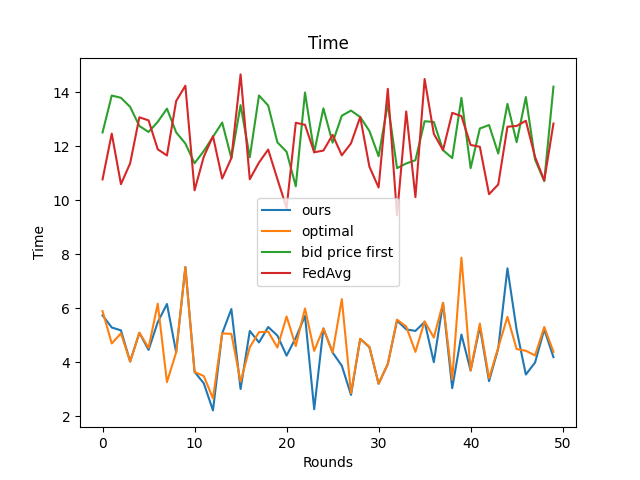 Time
14
12
10
8
6
4
2
Time
ours
optimal
bid price first
FedAvg
0 10 20 30 40 50
Rounds